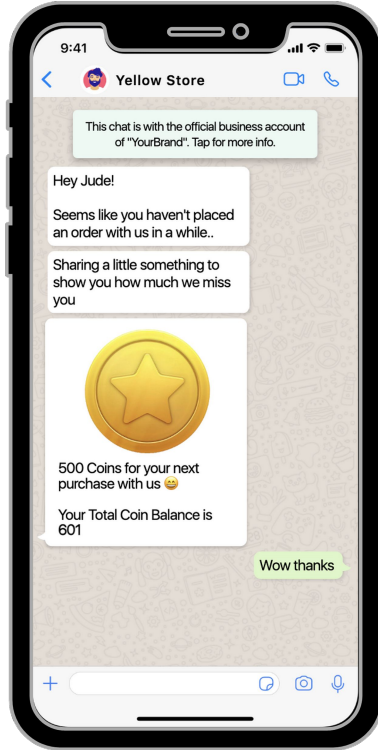 9:41
Yellow Store
This chat is with the official business account
of "YourBrand". Tap for more info.
Hey Jude!
Seems like you haven't placed
an order with us in a while..
Sharing a little something to
show you how much we miss
you
500 Coins for your next
purchase with us 😄
Your Total Coin Balance is
601
Wow thanks